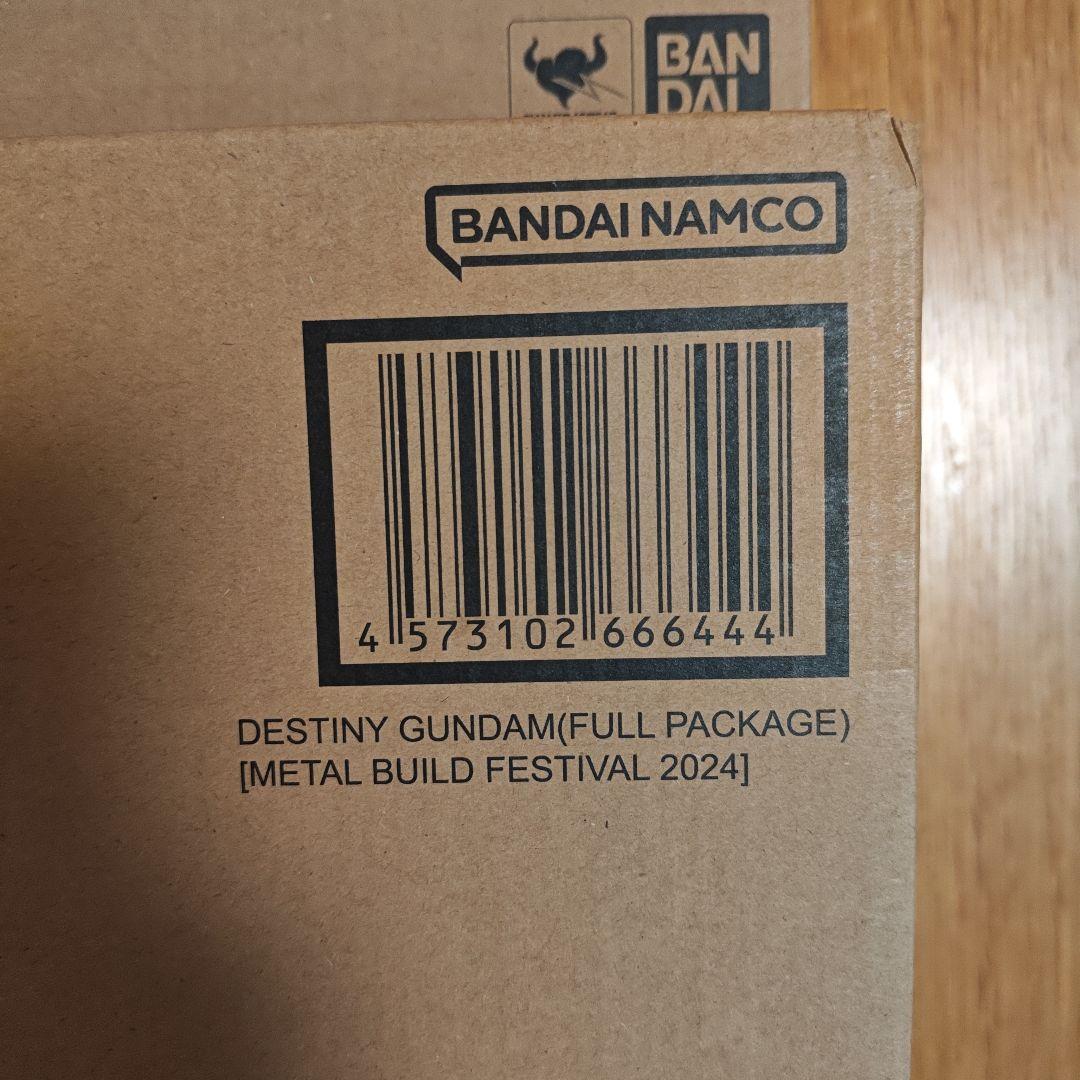 BAN
DAI
BANDAI NAMCO
4 573102 666444
DESTINY GUNDAM(FULL PACKAGE)
[METAL BUILD FESTIVAL 2024]